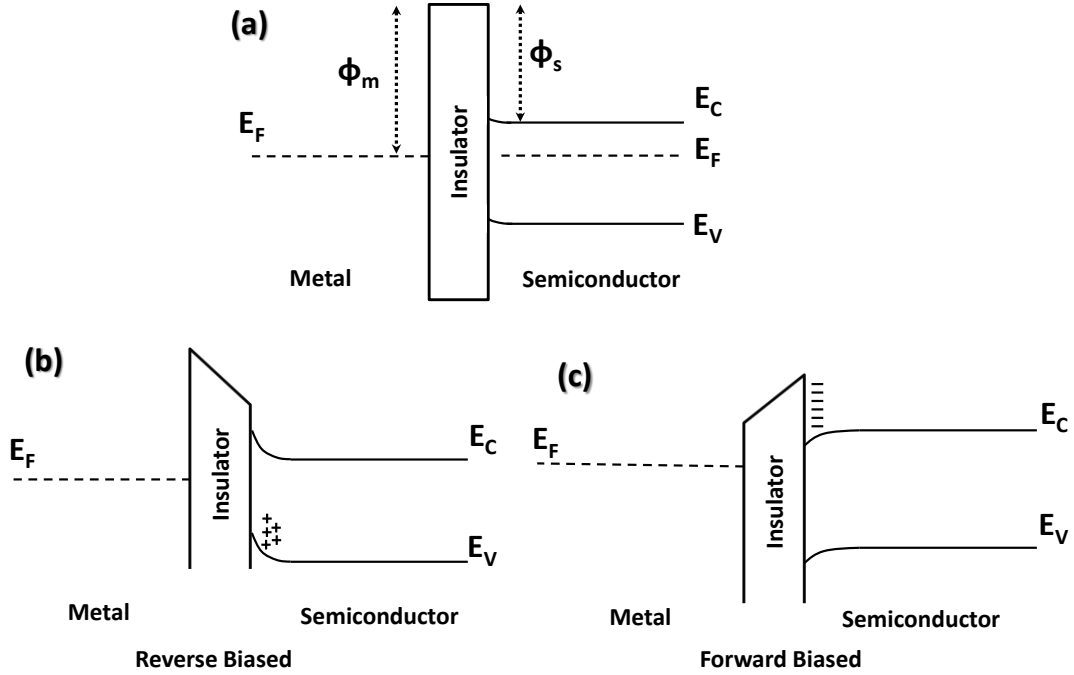 (a)
ϕm
ϕs
EC
EF
EF
Insulator
EV
Metal
Semiconductor
(b)
EF
EC
Insulator
+
++
++
EV
Metal
Semiconductor
Reverse Biased
(c)
EF
EC
Insulator
EV
Metal
Semiconductor
Forward Biased